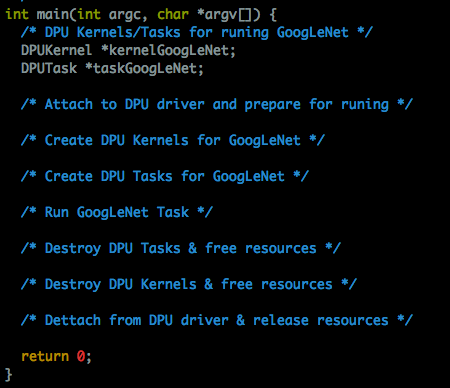 int main(int argc, char *argv[]) {
/* DPU Kernels/Tasks for runing GoogLeNet */
DPUKernel *kernelGoogLeNet;
DPUTask *taskGoogLeNet;
/* Attach to DPU driver and prepare for runing */
/* Create DPU Kernels for GoogLeNet */
/* Create DPU Tasks for GoogLeNet */
/* Run GoogLeNet Task */
/* Destroy DPU Tasks & free resources */
/* Destroy DPU Kernels & free resources */
/* Dettach from DPU driver & release resources */
return 0;
}